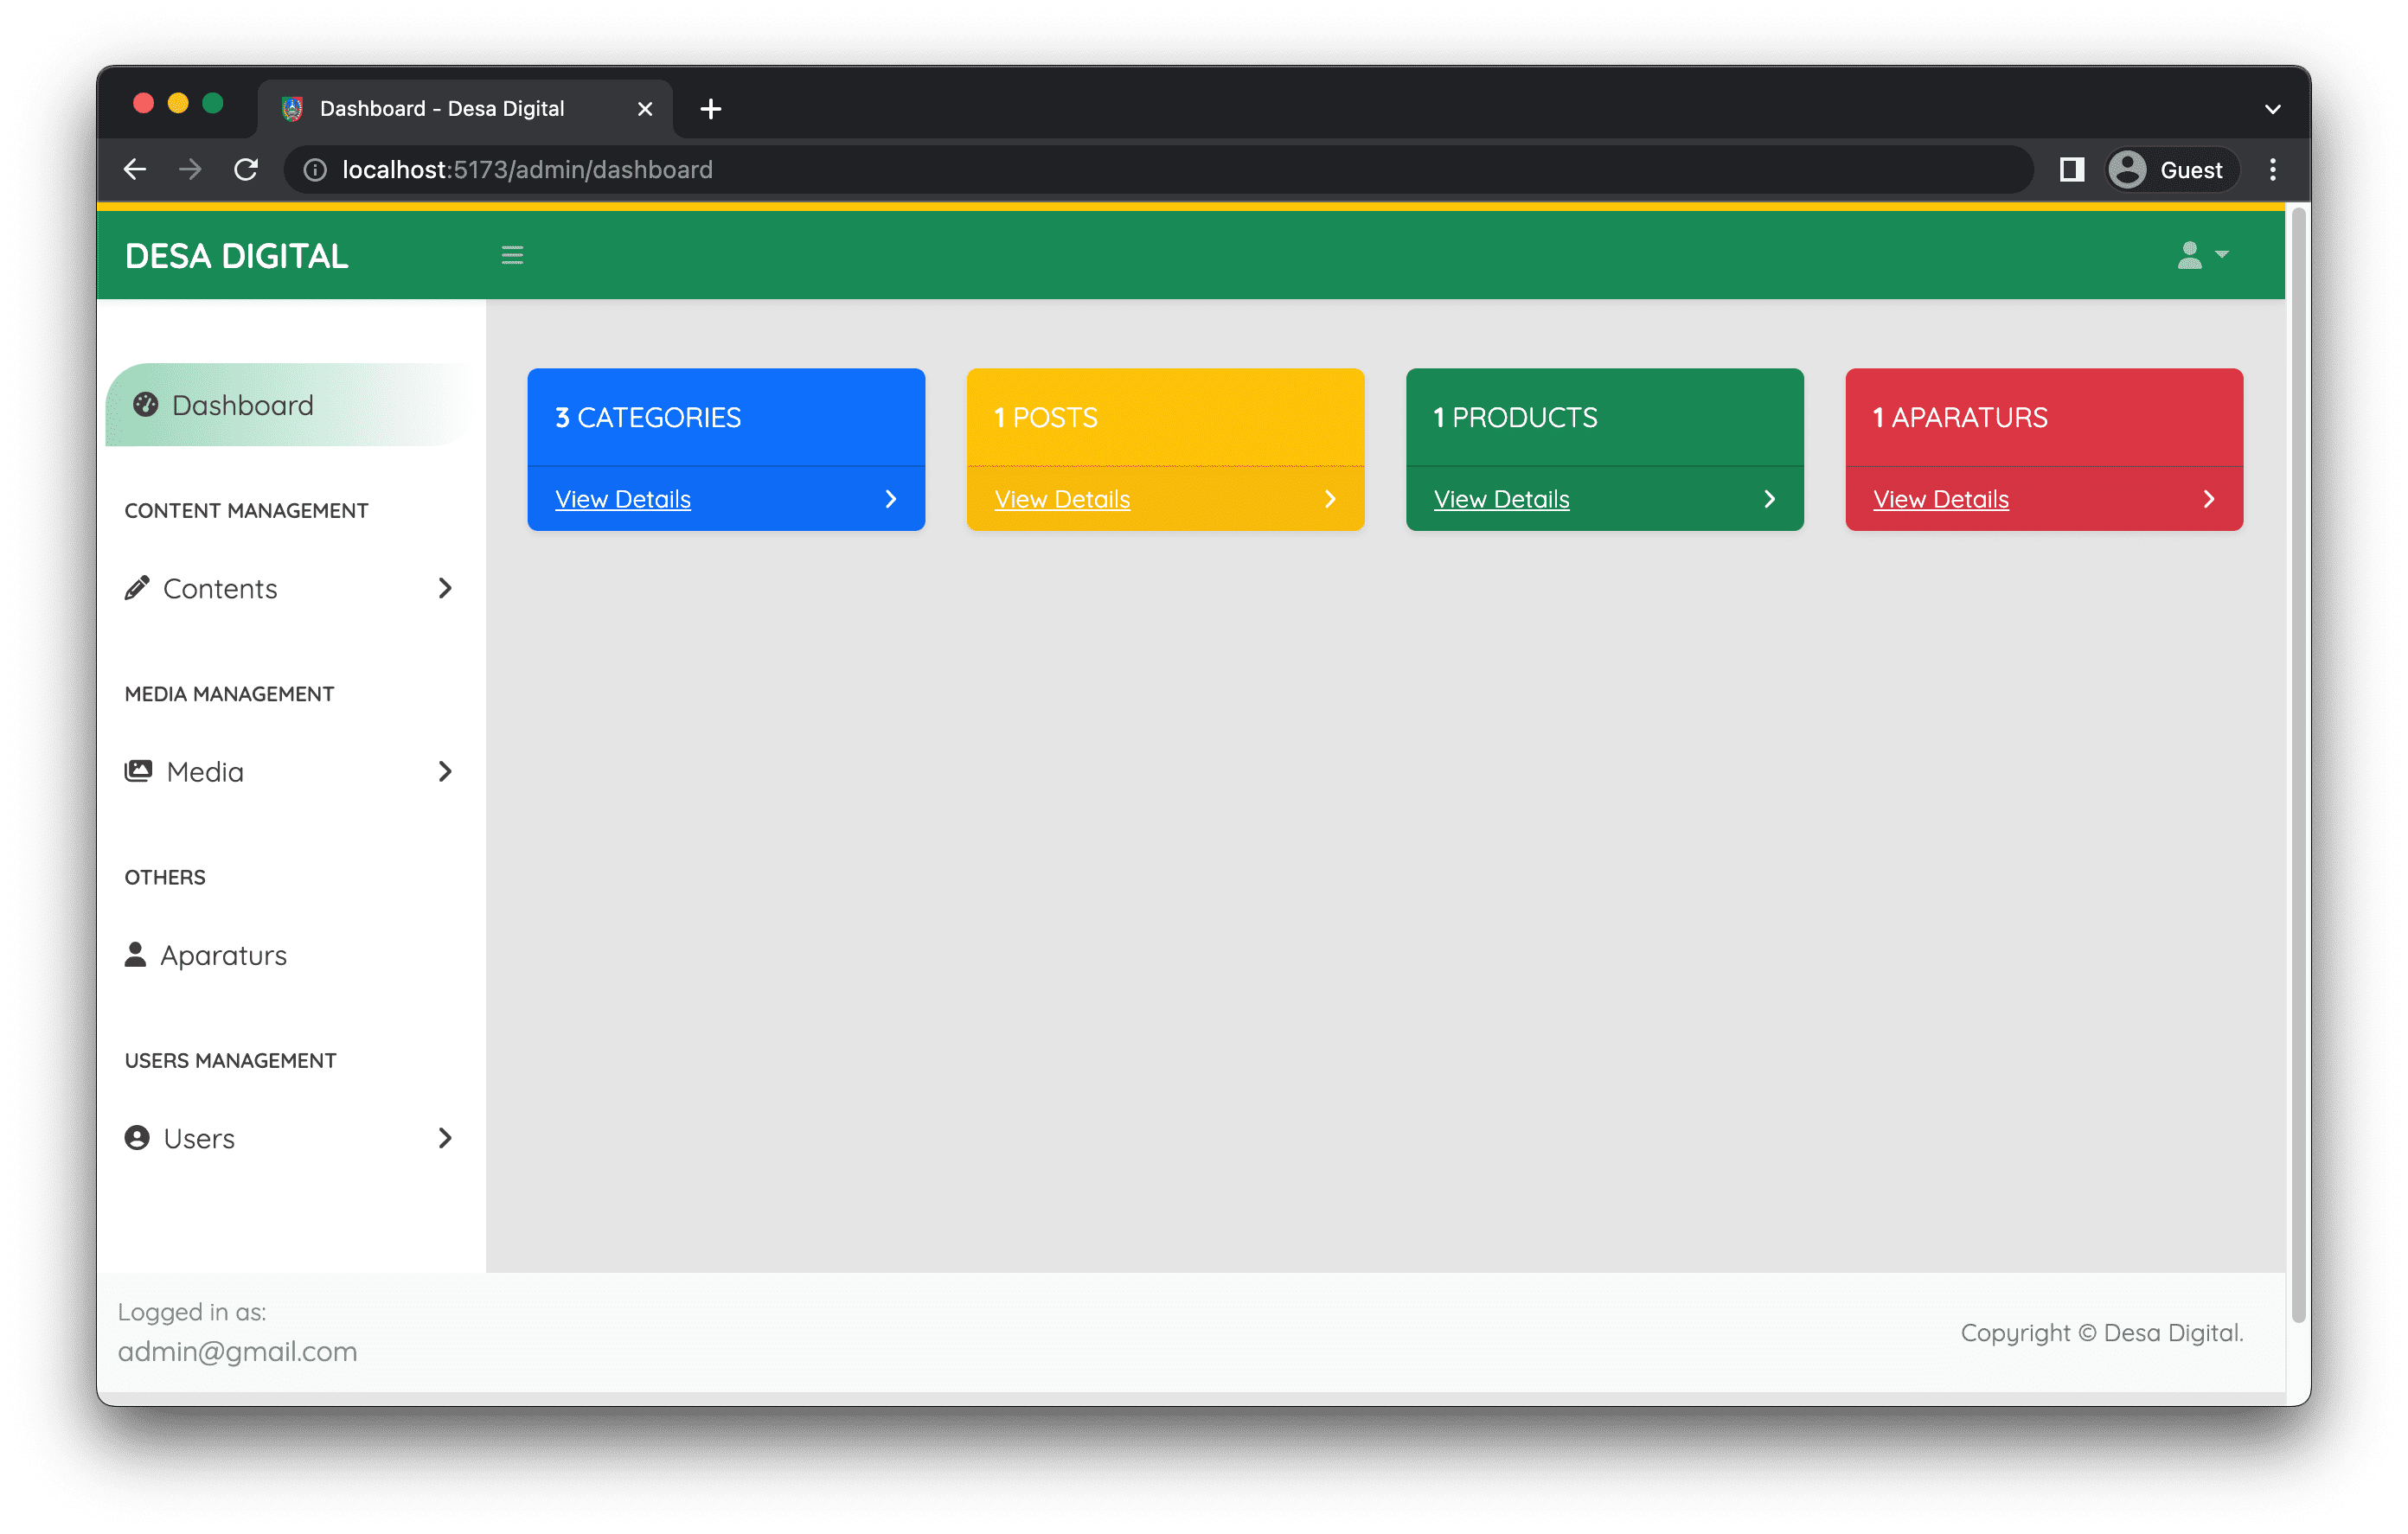 Dashboard - Desa Digital
localhost:5173/admin/dashboard
Guest
DESA DIGITAL
Dashboard
CONTENT MANAGEMENT
Contents
MEDIA MANAGEMENT
Media
OTHERS
Aparaturs
USERS MANAGEMENT
Users
3 CATEGORIES
View Details
1 POSTS
View Details
1 PRODUCTS
View Details
1 APARATURS
View Details
Logged in as:
admin@gmail.com
Copyright © Desa Digital.